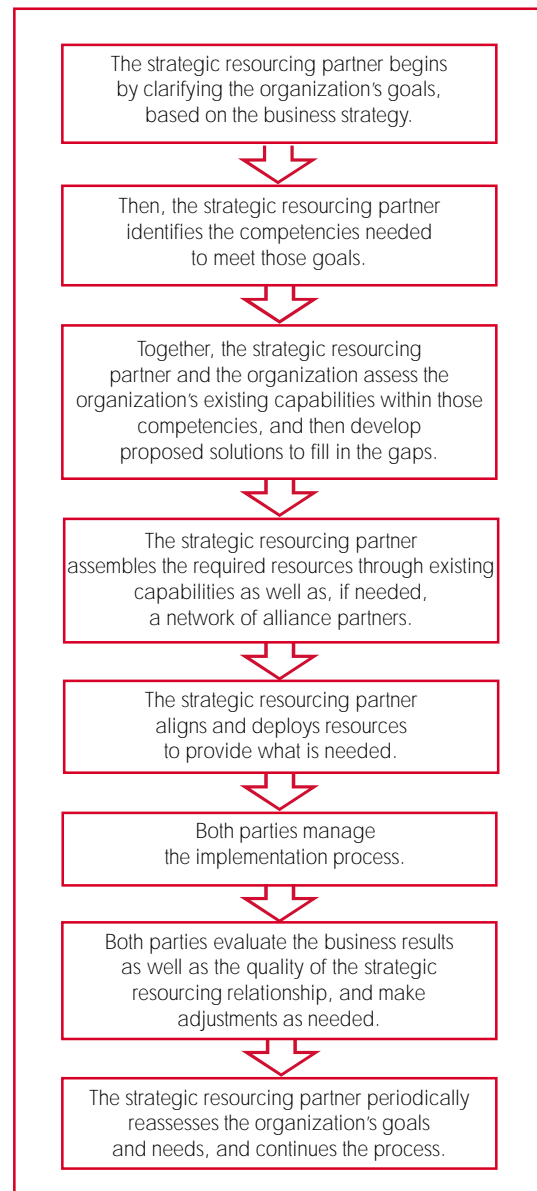 The strategic resourcing partner begins
by clarifying the organization's goals,
based on the business strategy.
Then, the strategic resourcing partner
identifies the competencies needed
to meet those goals.
Together, the strategic resourcing
partner and the organization assess the
organization's existing capabilities within those
competencies, and then develop
proposed solutions to fill in the gaps.
The strategic resourcing partner
assembles the required resources through existing
capabilities as well as, if needed,
a network of alliance partners.
The strategic resourcing partner
aligns and deploys resources
to provide what is needed.
Both parties manage
the implementation process.
Both parties evaluate the business results
as well as the quality of the strategic
resourcing relationship, and make
adjustments as needed.
The strategic resourcing partner periodically
reassesses the organization's goals
and needs, and continues the process.